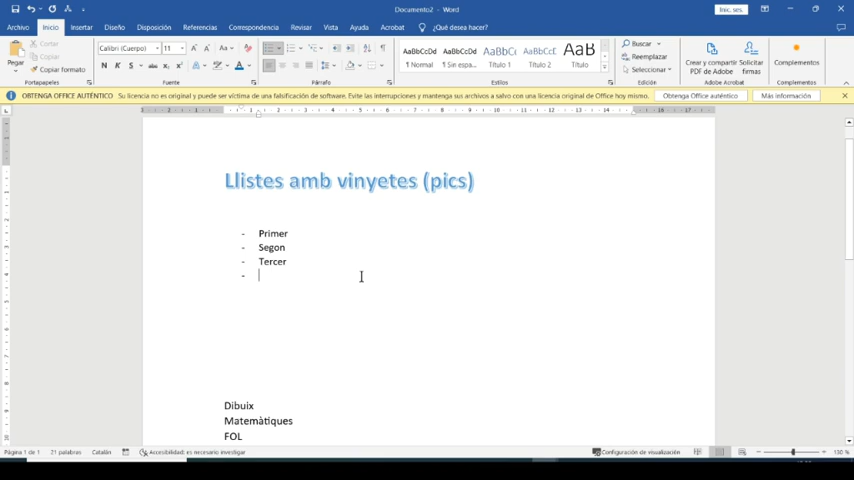 Documento2 - Word
Inic. ses.
Archivo Inicio Insertar Diseño Disposición Referencias Correspondencia Revisar Vista Ayuda Acrobat ¿Qué desea hacer?
Pegar
Cortar
Copiar
Copiar formato
Portapapeles
Calibri (Cuerpo) 11
N K S abc x₂ x²
Fuente
Párrafo
AaBbCcDd AaBbCcDd AaBbCc AaBbCc AaB
¶ Normal ¶ Sin espa... Título 1 Título 2 Título
Estilos
Buscar
Reemplazar
Seleccionar
Edición
Crear y compartir PDF de Adobe
Solicitar firmas
Adobe Acrobat
Complementos
Complementos
OBTENGA OFFICE AUTÉNTICO Su licencia no es original y puede ser víctima de una falsificación de software. Evite las interrupciones y mantenga sus archivos a salvo con una licencia original de Office hoy mismo. Obtenga Office auténtico Más información
Llistes amb vinyetes (pics)
- Primer
- Segon
- Tercer
-
Dibuix
Matemàtiques
FOL
Página 1 de 1 21 palabras Catalán Accesibilidad: es necesario investigar Configuración de visualización 130 %